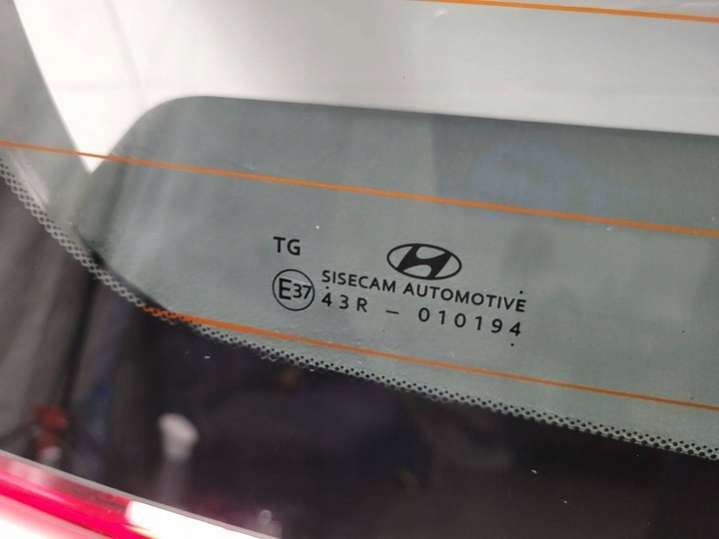 TG
SISECAM AUTOMOTIVE
E37
43R - 010194